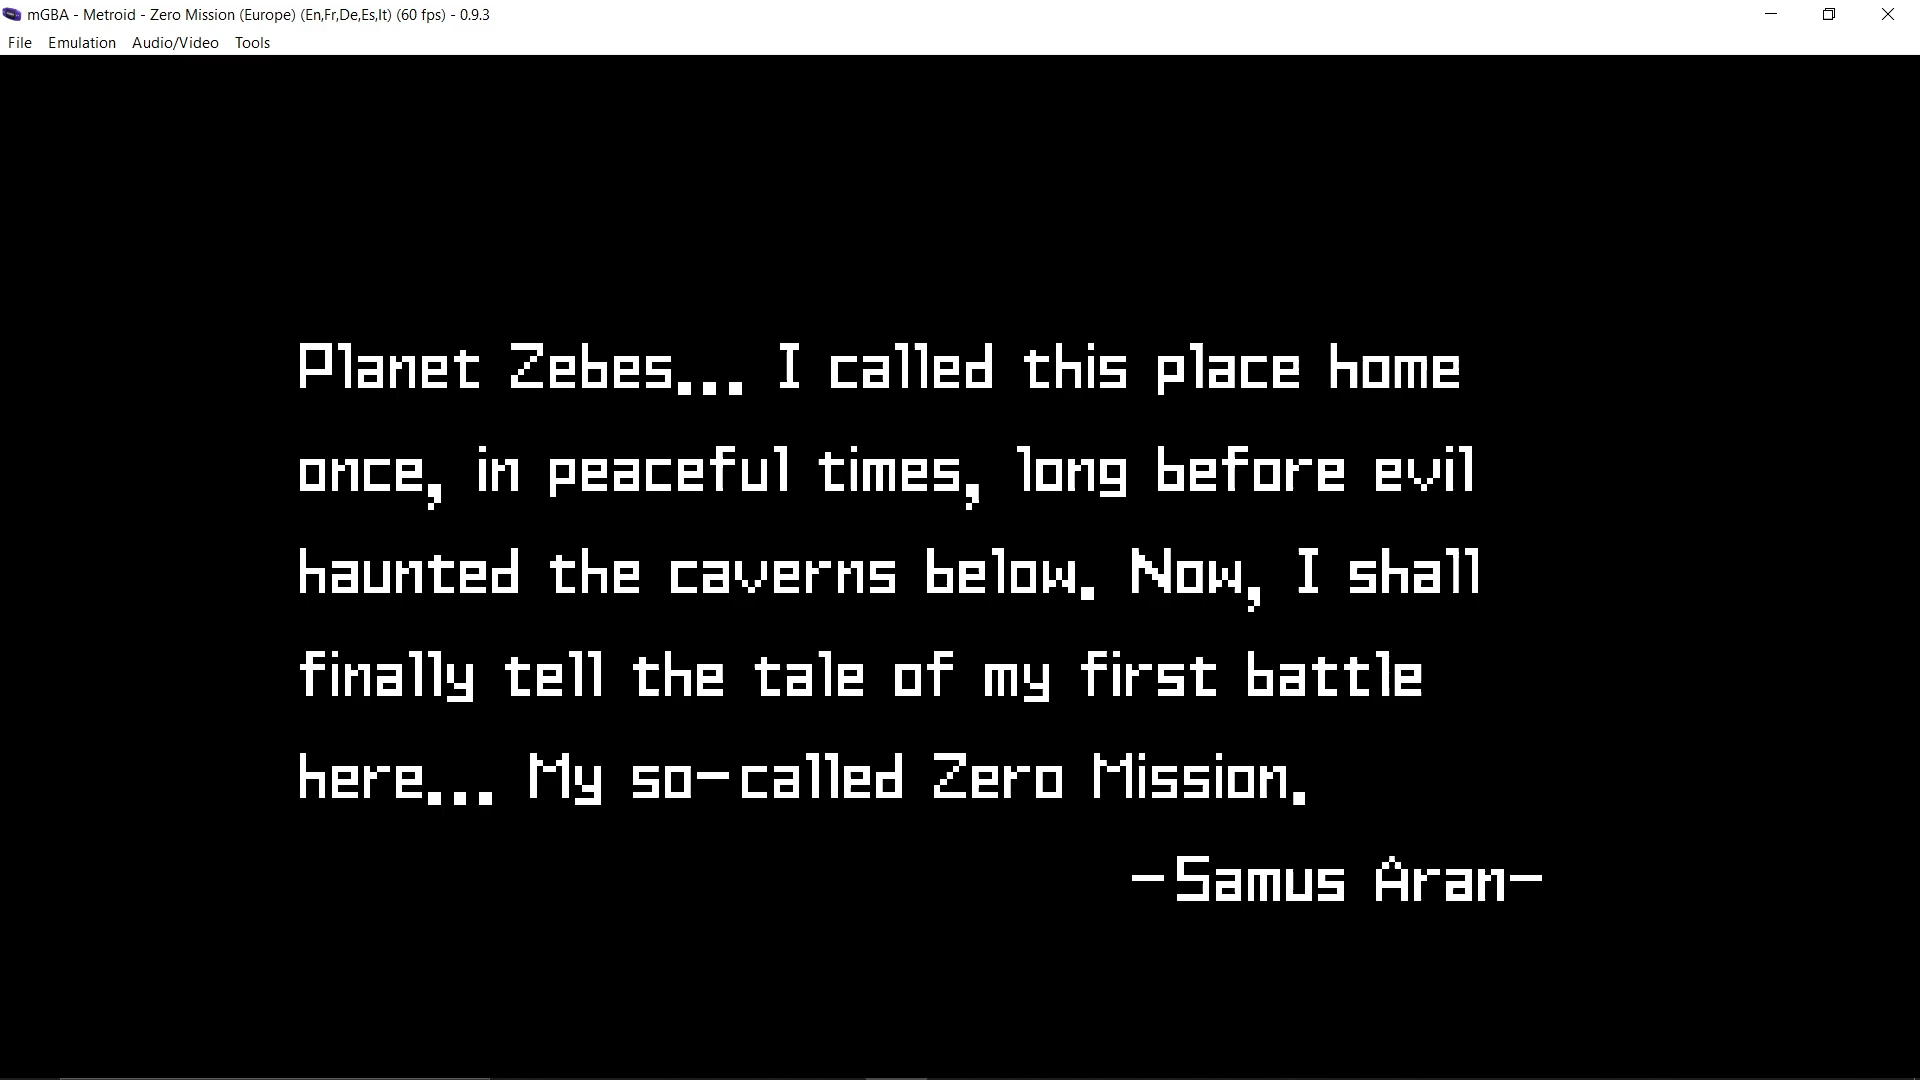 mGBA - Metroid - Zero Mission (Europe) (En,Fr,De,Es,It) (60 fps) - 0.9.3
File Emulation Audio/Video Tools
Planet Zebes... I called this place home
once, in peaceful times, long before evil
haunted the caverns below. Now, I shall
finally tell the tale of my first battle
here... My so-called Zero Mission.
-Samus Aran-